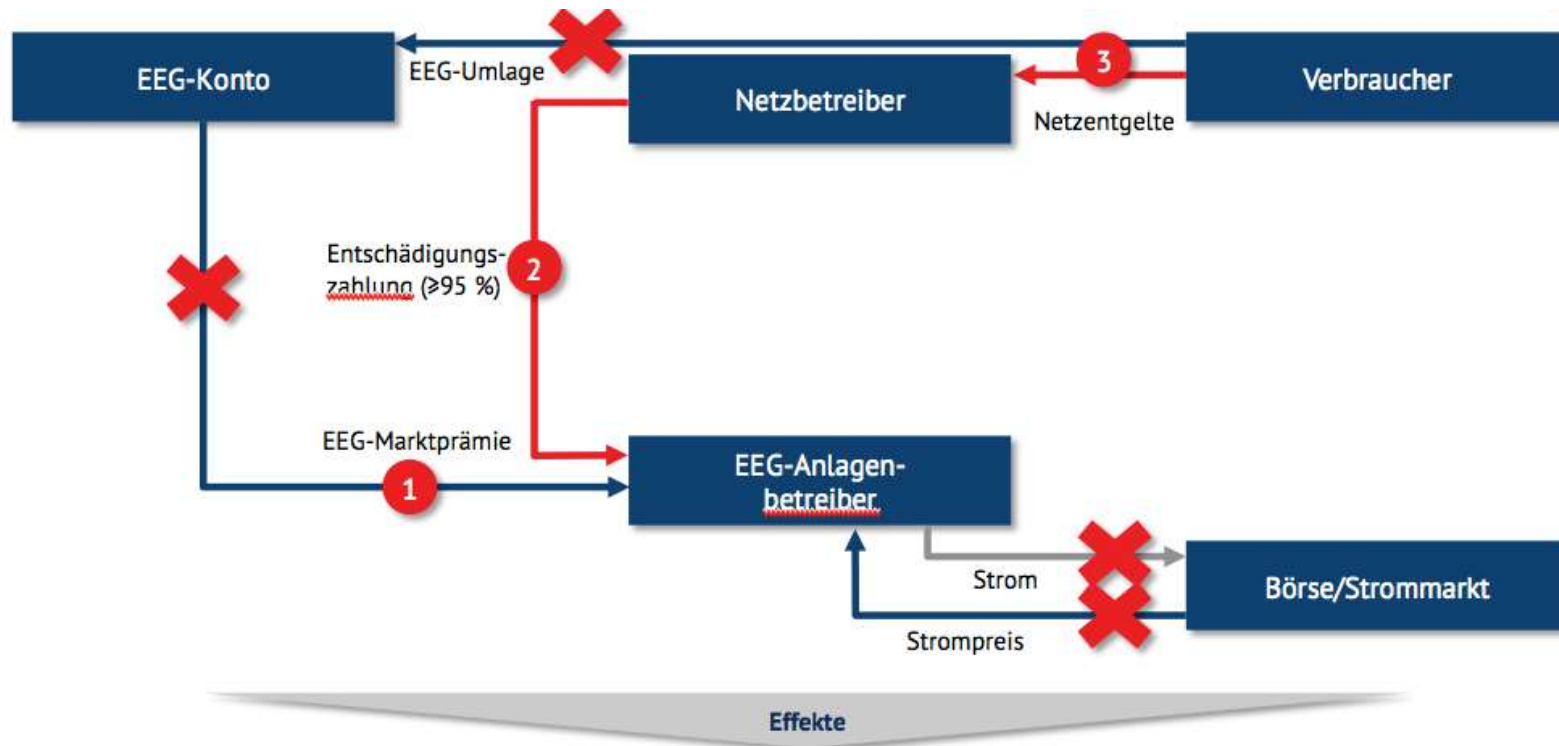 EEG-Konto
EEG-Umlage
Netzbetreiber
3
Netzentgelte
Verbraucher
Entschädigungs-
zahlung (≥95 %)
2
EEG-Marktprämie
1
EEG-Anlagen-
betreiber
Strom
Strompreis
Börse/Strommarkt
Effekte